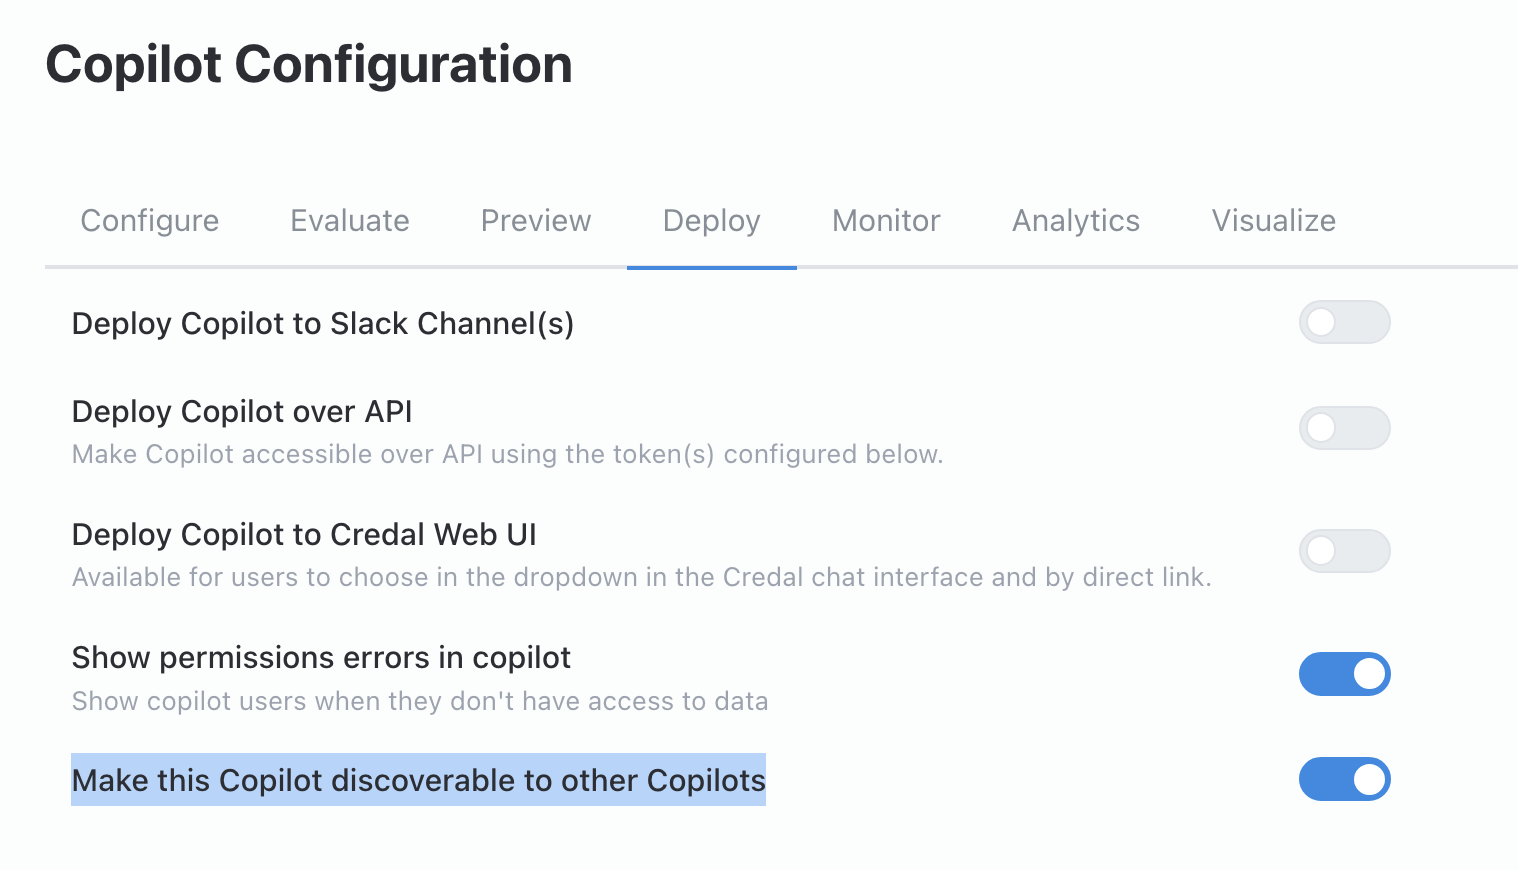 Copilot Configuration
Configure Evaluate Preview Deploy Monitor Analytics Visualize
Deploy Copilot to Slack Channel(s)
Deploy Copilot over API
Make Copilot accessible over API using the token(s) configured below.
Deploy Copilot to Credal Web UI
Available for users to choose in the dropdown in the Credal chat interface and by direct link.
Show permissions errors in copilot
Show copilot users when they don't have access to data
Make this Copilot discoverable to other Copilots